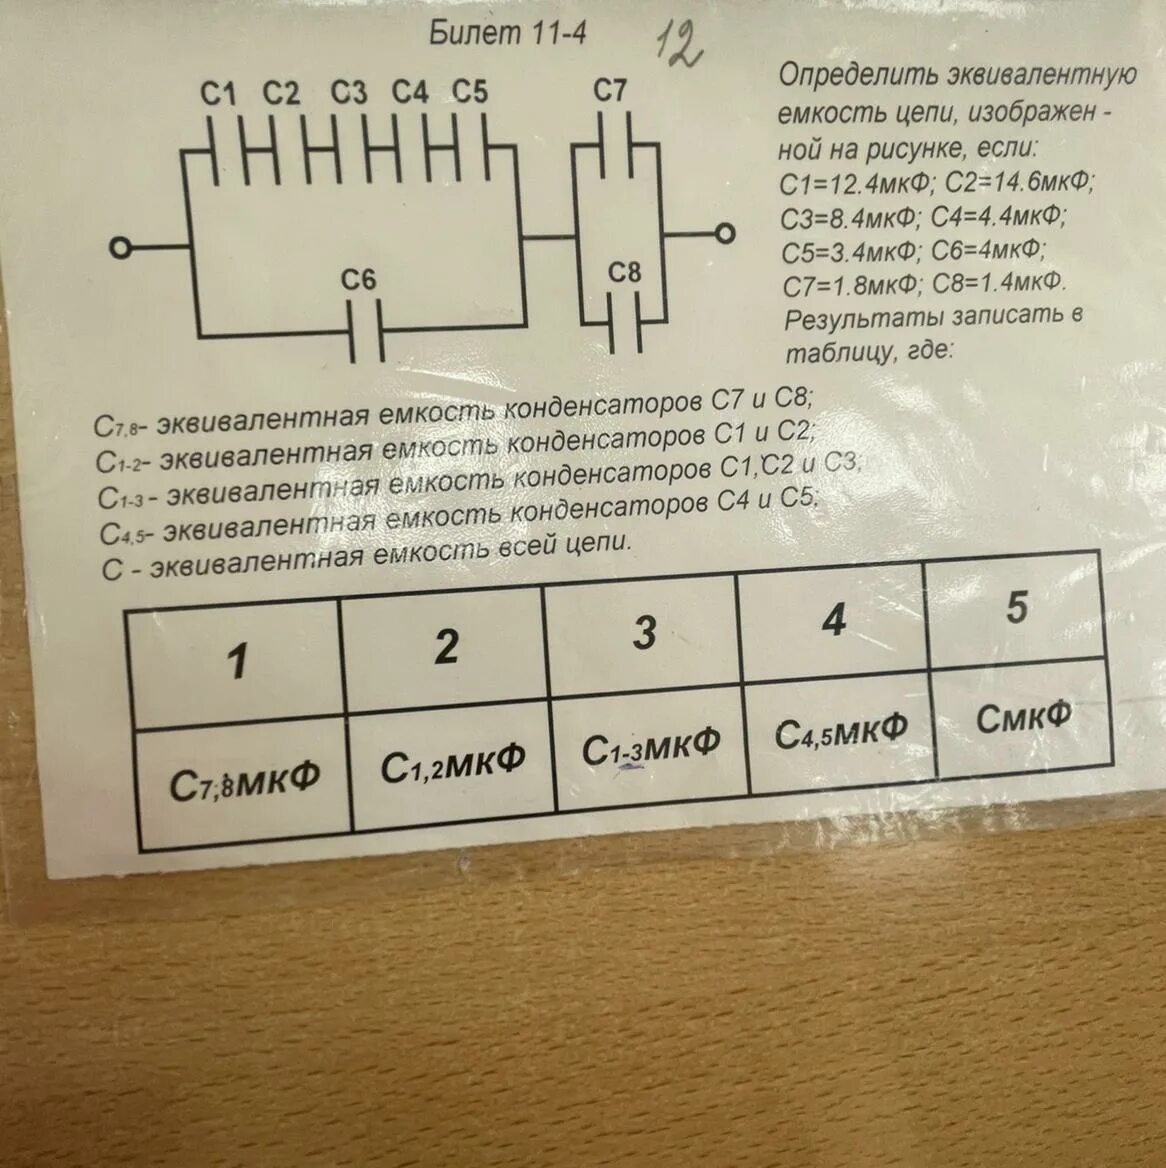 Билет 11-4
12
C1 C2 C3 C4 C5
C7
C6
C8
Определить эквивалентную
емкость цепи, изображен -
ной на рисунке, если:
C1=12.4мкФ; C2=14.6мкФ;
C3=8.4мкФ; C4=4.4мкФ;
C5=3.4мкФ; C6=4мкФ;
C7=1.8мкФ; C8=1.4мкФ.
Результаты записать в
таблицу, где:
C7,8- эквивалентная емкость конденсаторов C7 и C8;
C1-2- эквивалентная емкость конденсаторов C1 и C2;
C1-3 - эквивалентная емкость конденсаторов C1,C2 и C3;
C4,5- эквивалентная емкость конденсаторов C4 и C5;
C - эквивалентная емкость всей цепи.
1 2 3 4 5
C7,8мкФ C1,2мкФ C1-3мкФ C4,5мкФ CмкФ